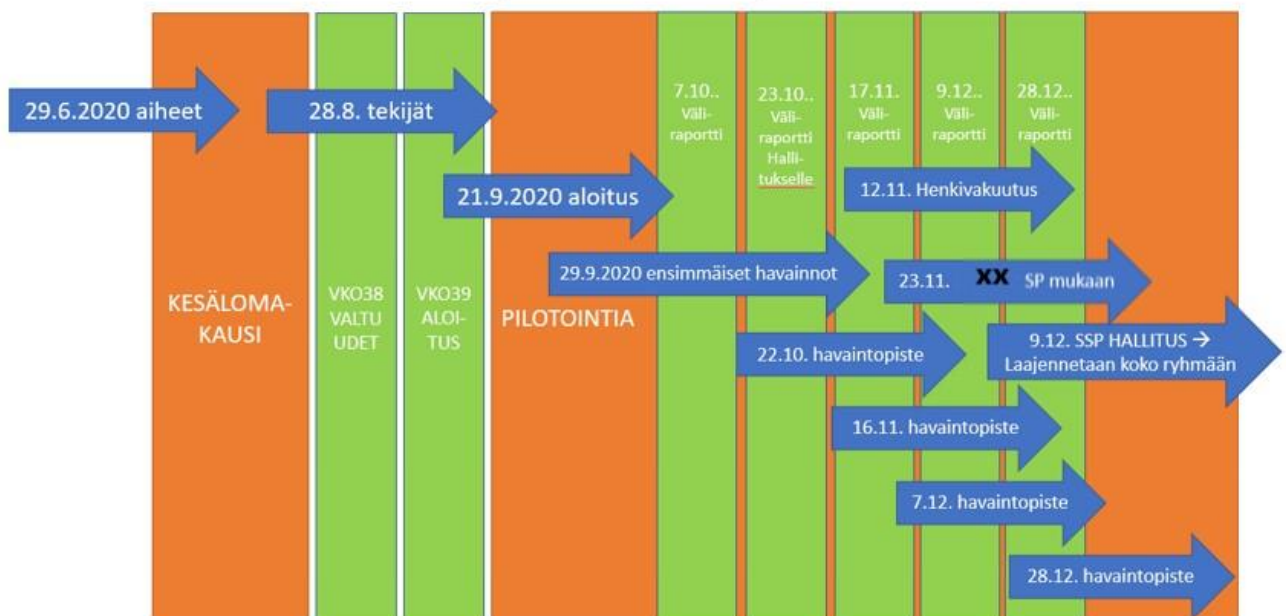 29.6.2020 aiheet
28.8. tekijät
21.9.2020 aloitus
KESÄLOMA-
KAUSI
VKO38
VALTU
UDET
VKO39
ALOI-
TUS
PILOTOINTIA
7.10..
Väli-
raportti
23.10..
Väli-
raportti
Halli-
tukselle
17.11.
Väli-
raportti
9.12..
Väli-
raportti
28.12..
Väli-
raportti
12.11. Henkivakuutus
29.9.2020 ensimmäiset havainnot
23.11. XX SP mukaan
22.10. havaintopiste
9.12. SSP HALLITUS →
Laajennetaan koko ryhmään
16.11. havaintopiste
7.12. havaintopiste
28.12. havaintopiste